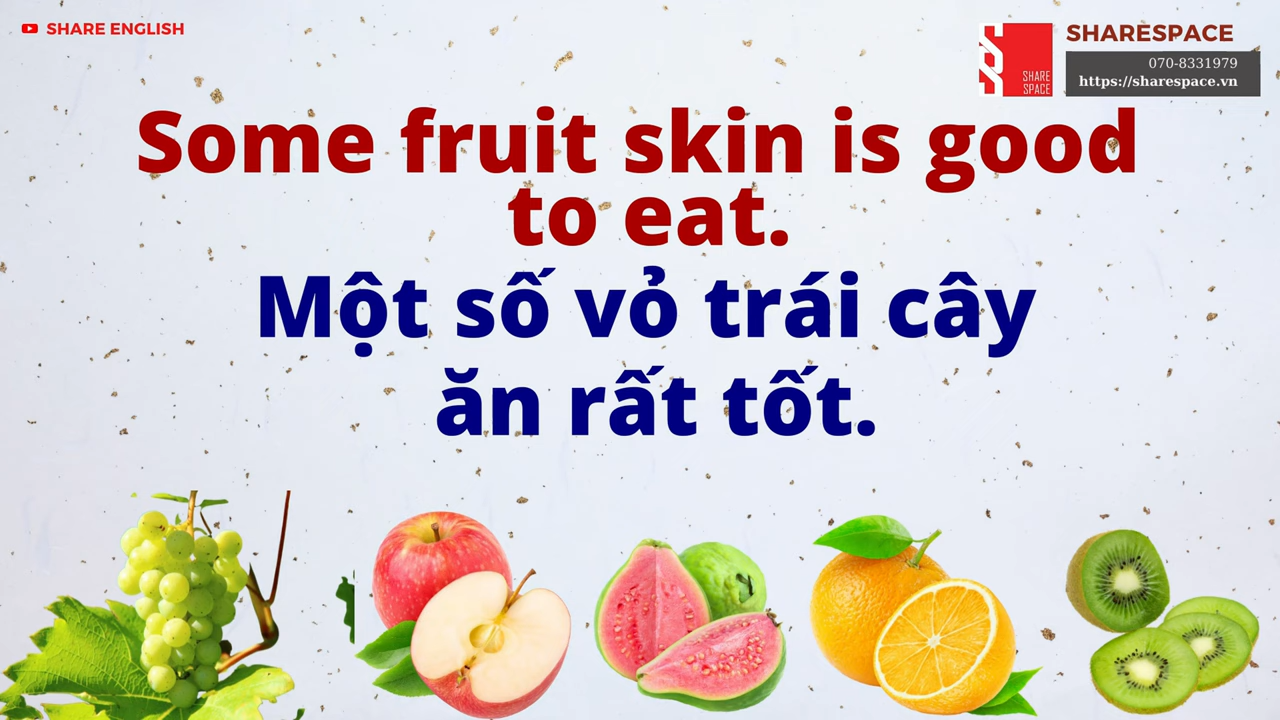 SHARE ENGLISH
SHARESPACE
070-8331979
https://sharespace.vn
SHARE
SPACE
Some fruit skin is good
to eat.
Một số vỏ trái cây
ăn rất tốt.